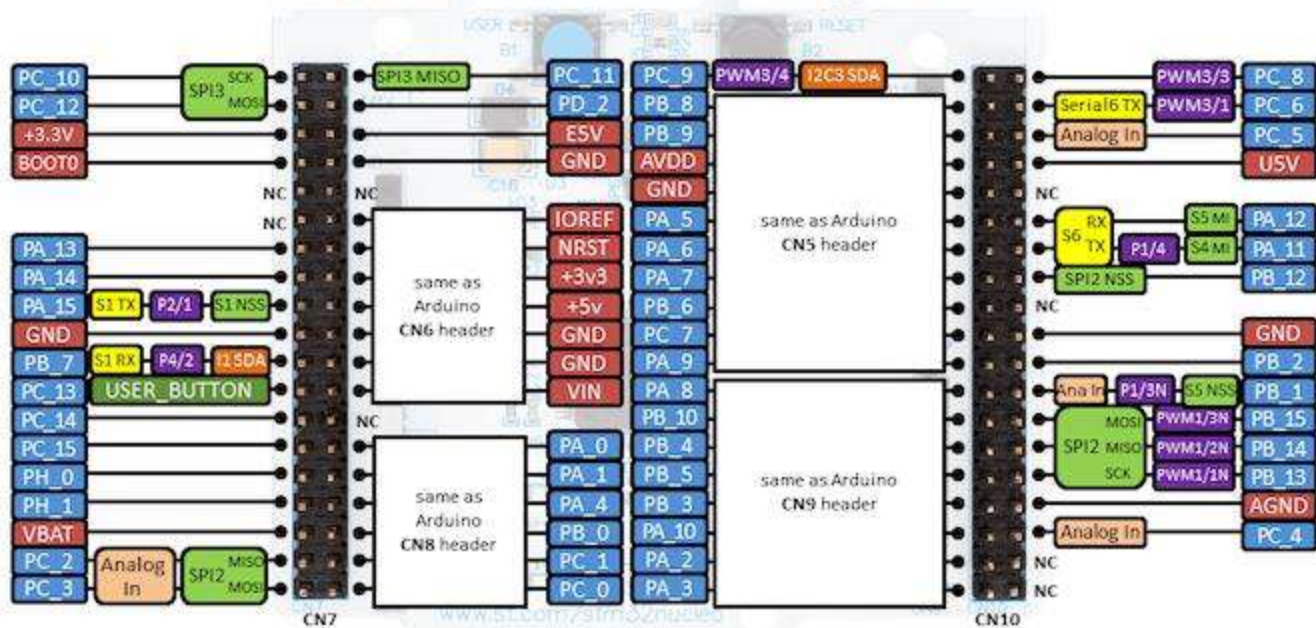 USER RESET
B1 B2
PC_10 SPI3 SCK SPI3 MISO PC_11 PC_9 PWM3/4 I2C3 SDA PWM3/3 PC_8
PC_12 MOSI PD_2 PB_8 Serial6 TX PWM3/1 PC_6
+3.3V E5V PB_9 Analog In PC_5
BOOT0 GND AVDD U5V
NC NC GND NC
NC IOREF PA_5 S6 RX S5 MI PA_12
PA_13 NRST PA_6 TX P1/4 S4 MI PA_11
PA_14 +3v3 PA_7 SPI2 NSS PB_12
PA_15 S1 TX P2/1 S1 NSS +5v PB_6 NC
GND GND PC_7 GND
PB_7 S1 RX P4/2 I1 SDA GND PA_9 PB_2
PC_13 USER_BUTTON VIN PA_8 Ana In P1/3N S5 NSS PB_1
PC_14 NC PB_10 MOSI PWM1/3N PB_15
PC_15 PA_0 PB_4 SPI2 MISO PWM1/2N PB_14
PH_0 PA_1 PB_5 SCK PWM1/1N PB_13
PH_1 PA_4 PB_3 AGND
VBAT PB_0 PA_10 Analog In PC_4
PC_2 Analog In SPI2 MISO PC_1 PA_2 NC
PC_3 MOSI PC_0 PA_3 NC
same as
Arduino
CN6 header
same as
Arduino
CN8 header
same as Arduino
CN5 header
same as Arduino
CN9 header
CN7 www.st.com/stm32nucleo CN10